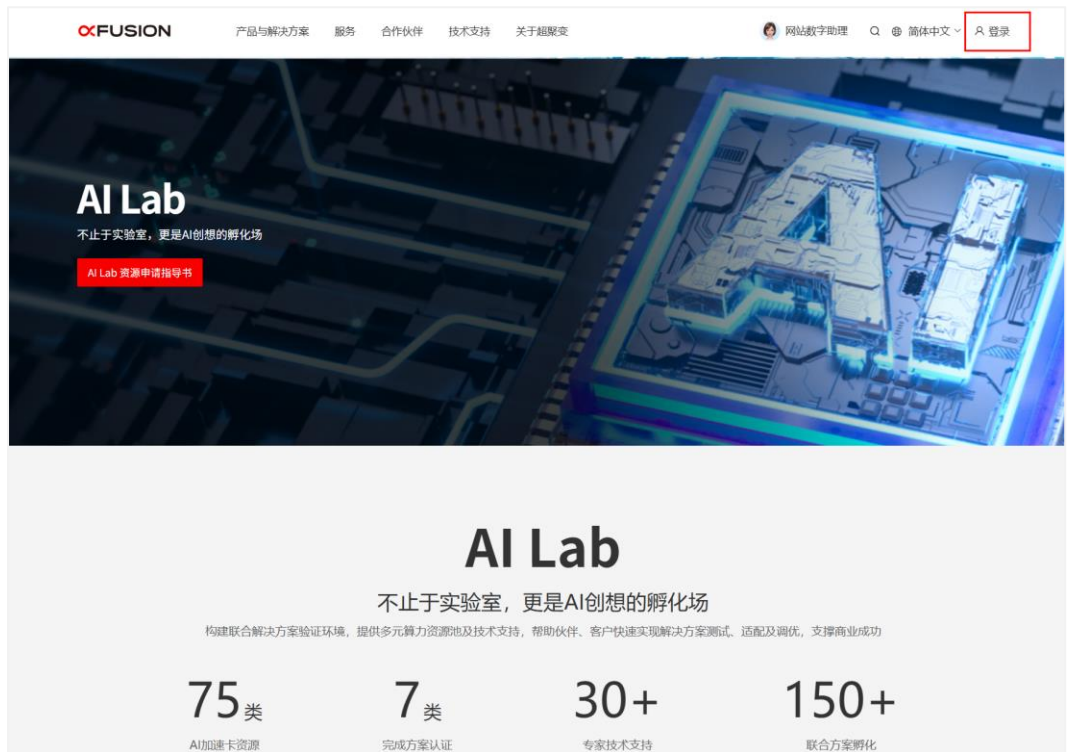 XFUSION 产品与解决方案 服务 合作伙伴 技术支持 关于超聚变 网站数字助理 简体中文 登录
AI
AI Lab
不止于实验室，更是AI创想的孵化场
AI Lab 资源申请指导书
AI Lab
不止于实验室，更是AI创想的孵化场
构建联合解决方案验证环境，提供多元算力资源池及技术支持，帮助伙伴、客户快速实现解决方案测试、适配及调优，支撑商业成功
75类 7类 30+ 150+
AI加速卡资源 完成方案认证 专家技术支持 联合方案孵化